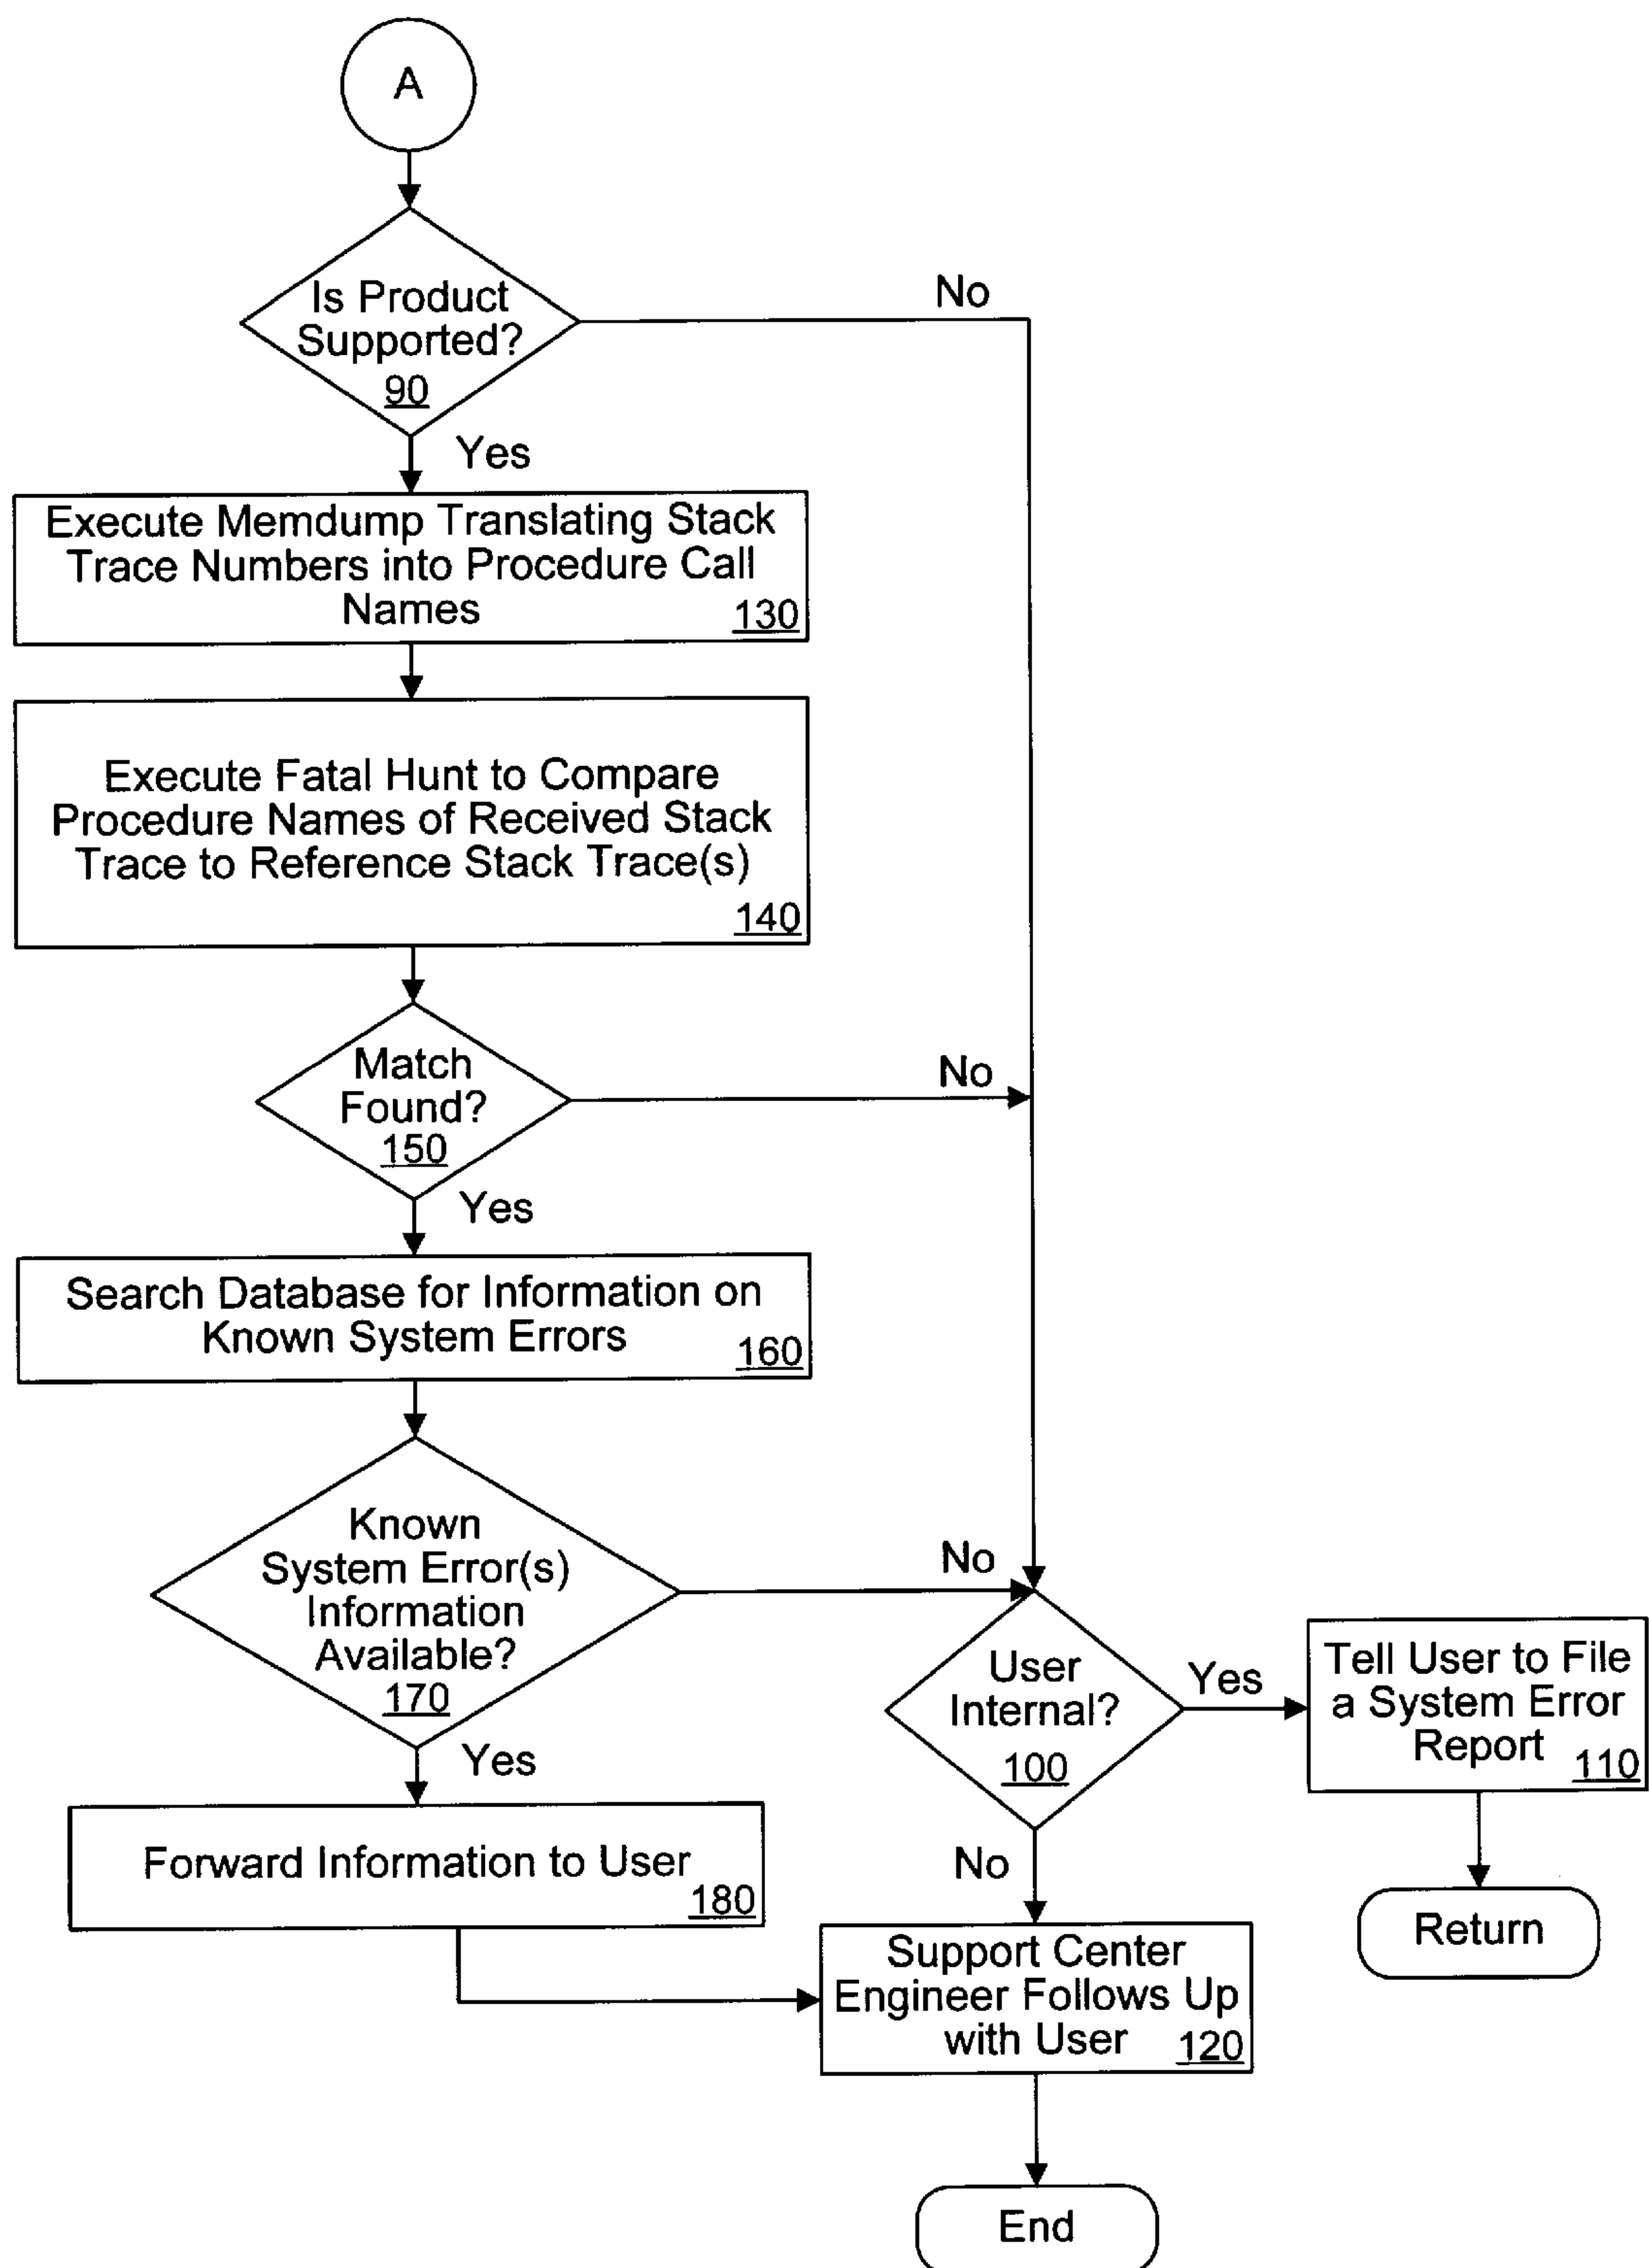 A
Is Product
Supported?
90
No
Yes
Execute Memdump Translating Stack
Trace Numbers into Procedure Call
Names
130
Execute Fatal Hunt to Compare
Procedure Names of Received Stack
Trace to Reference Stack Trace(s)
140
Match
Found?
150
No
Yes
Search Database for Information on
Known System Errors
160
Known
System Error(s)
Information
Available?
170
No
Yes
User
Internal?
100
Yes
Tell User to File
a System Error
Report
110
Forward Information to User
180
No
Return
Support Center
Engineer Follows Up
with User
120
End